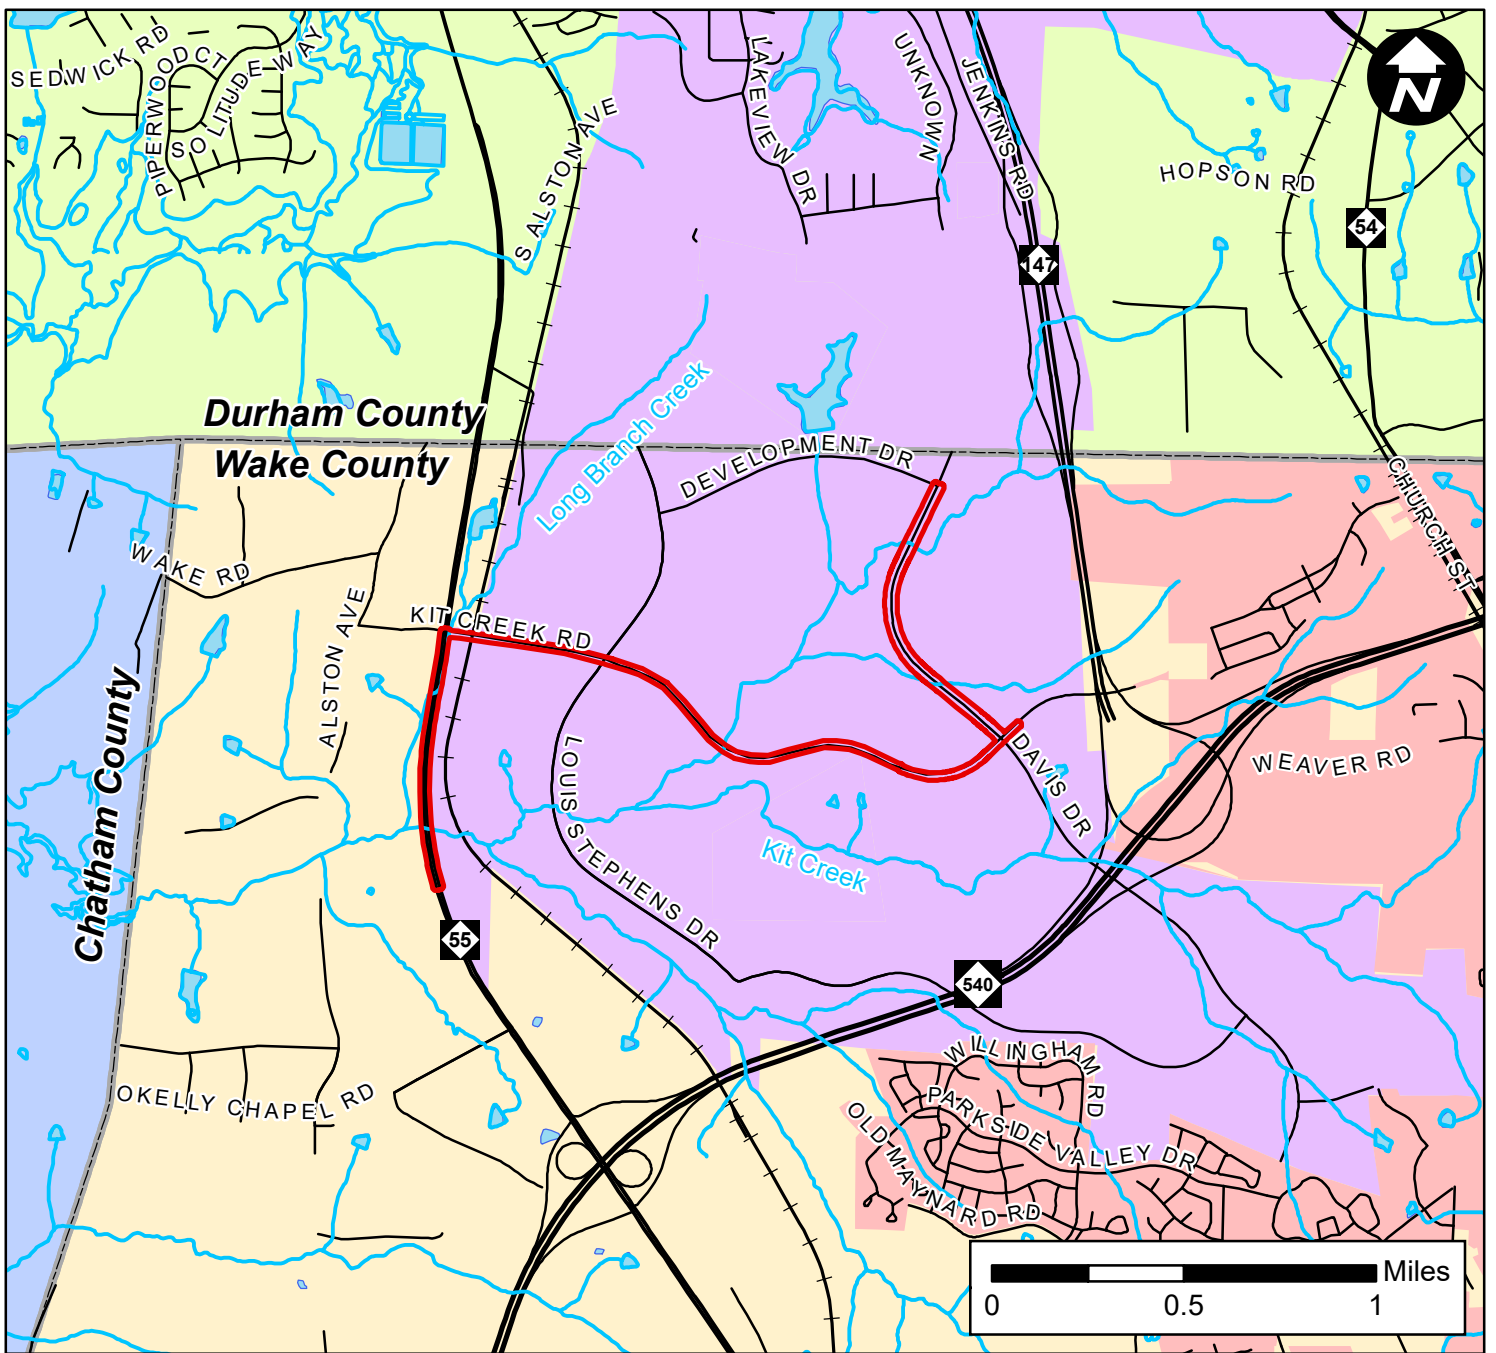 SEDWICK RD
PIPERWOOD CT
SOLITUDE WAY
S ALSTON AVE
LAKEVIEW DR
UNKNOWN
JENKINS RD
N
HOPSON RD
54
147
Durham County
Wake County
Long Branch Creek
DEVELOPMENT DR
CHURCH ST
WAKE RD
ALSTON AVE
KIT CREEK RD
Chatham County
LOUIS STEPHENS DR
DAVIS DR
WEAVER RD
Kit Creek
55
540
OKELLY CHAPEL RD
WILLINGHAM RD
PARKSIDE VALLEY DR
OLD MAYNARD RD
Miles
0 0.5 1